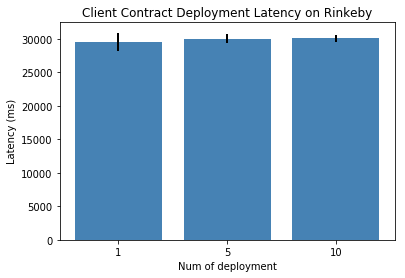 Client Contract Deployment Latency on Rinkeby
30000
25000
20000
15000
10000
5000
0
Latency (ms)
1 5 10
Num of deployment